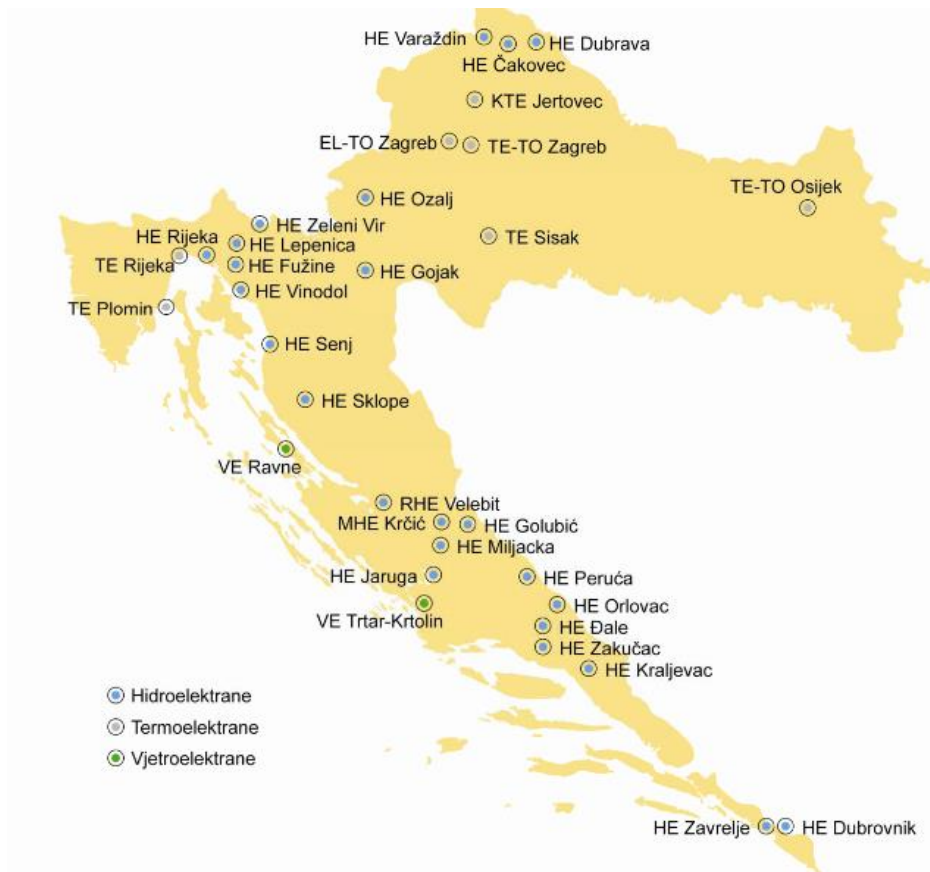 HE Varaždin
HE Dubrava
HE Čakovec
KTE Jertovec
EL-TO Zagreb
TE-TO Zagreb
TE-TO Osijek
HE Ozalj
HE Zeleni Vir
HE Rijeka
HE Lepenica
TE Sisak
TE Rijeka
HE Fužine
HE Gojak
HE Vinodol
TE Plomin
HE Senj
HE Sklope
VE Ravne
RHE Velebit
MHE Krčić
HE Golubić
HE Miljacka
HE Jaruga
HE Peruća
HE Orlovac
VE Trtar-Krtolin
HE Đale
HE Zakučac
HE Kraljevac
Hidroelektrane
Termoelektrane
Vjetroelektrane
HE Zavrelje
HE Dubrovnik